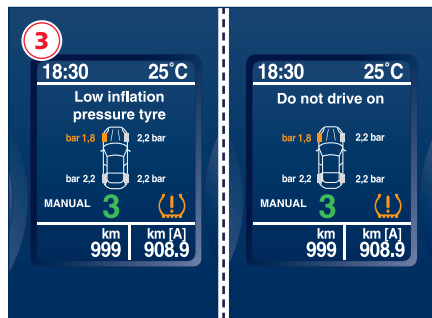 3
18:30 25°C
Low inflation
pressure tyre
bar 1,8 2,2 bar
bar 2,2 2,2 bar
MANUAL 3 (!)
km km [A]
999 908.9
18:30 25°C
Do not drive on
bar 1,8 2,2 bar
bar 2,2 2,2 bar
MANUAL 3 (!)
km km [A]
999 908.9